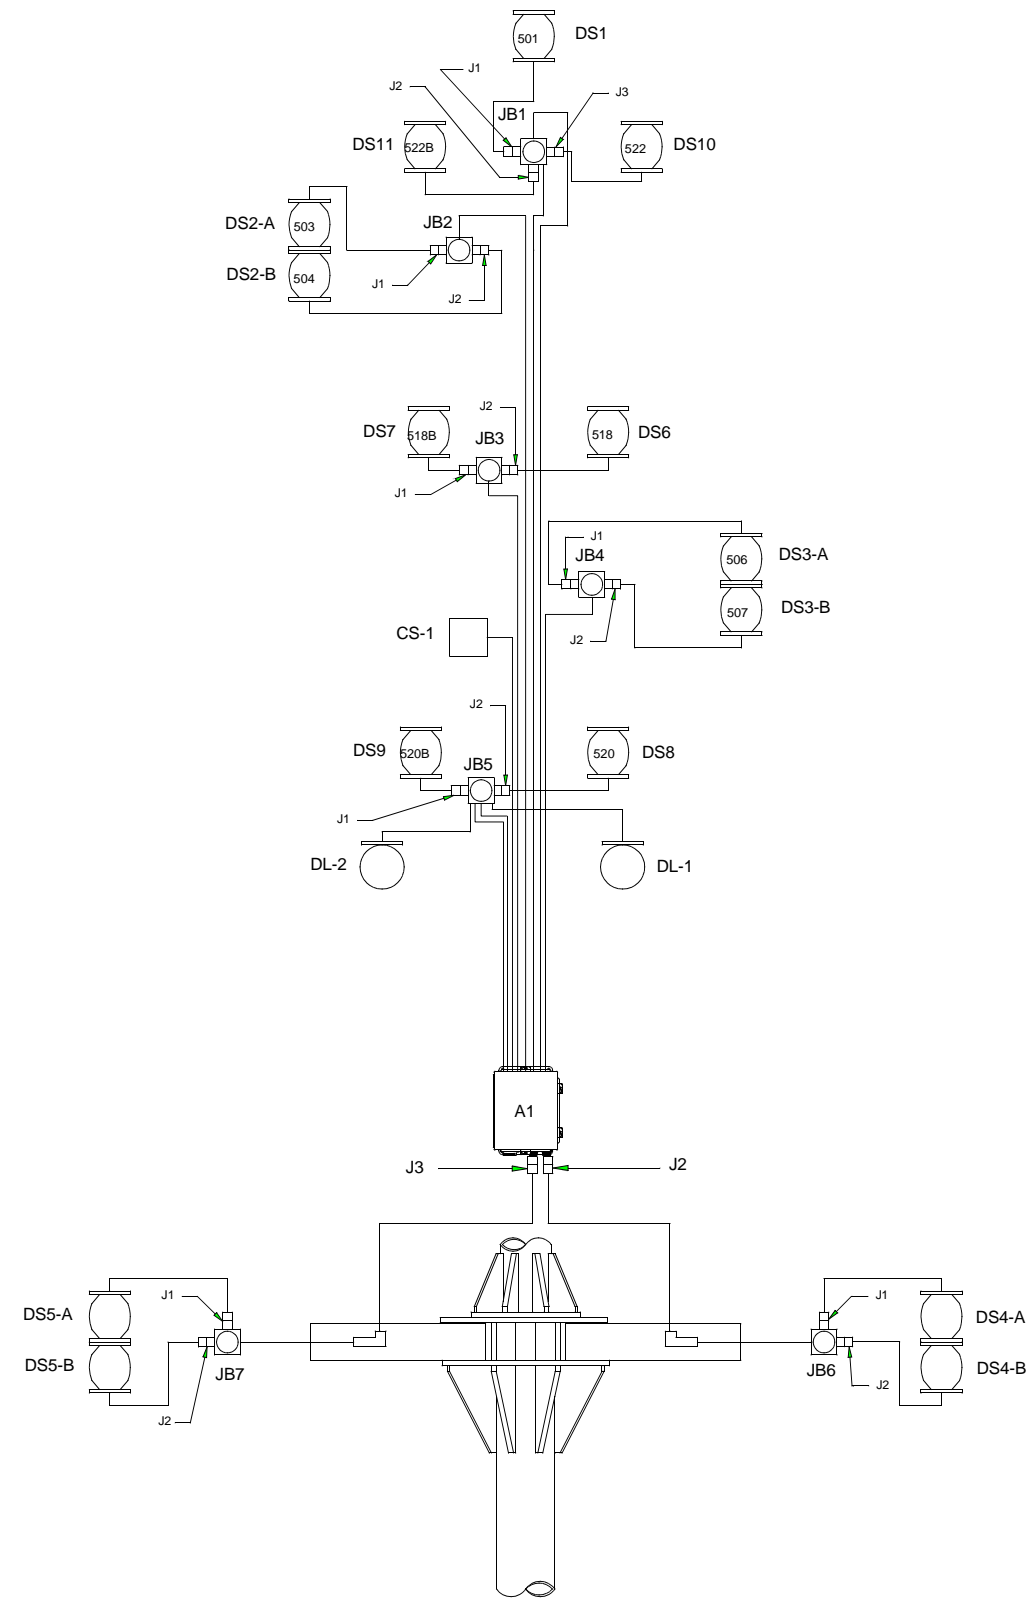 501 DS1
J1
J2 J3
JB1
DS11 522B 522 DS10
DS2-A 503 JB2
DS2-B 504 J1
J2
J2
DS7 518B JB3 518 DS6
J1
J1
JB4 506 DS3-A
507 DS3-B
CS-1 J2
J2
DS9 520B 520 DS8
JB5
J1
DL-2 DL-1
A1
J3 J2
J1 J1
DS5-A DS4-A
DS5-B JB7 JB6 DS4-B
J2 J2